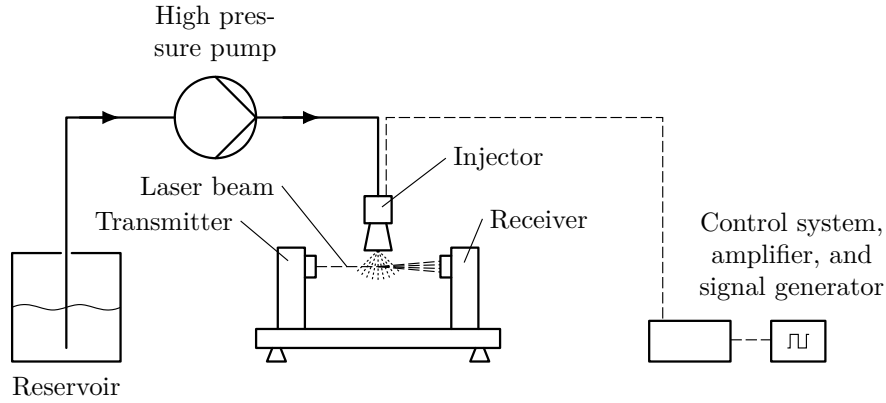 High pres-
sure pump
Injector
Laser beam
Transmitter
Receiver
Control system,
amplifier, and
signal generator
Reservoir